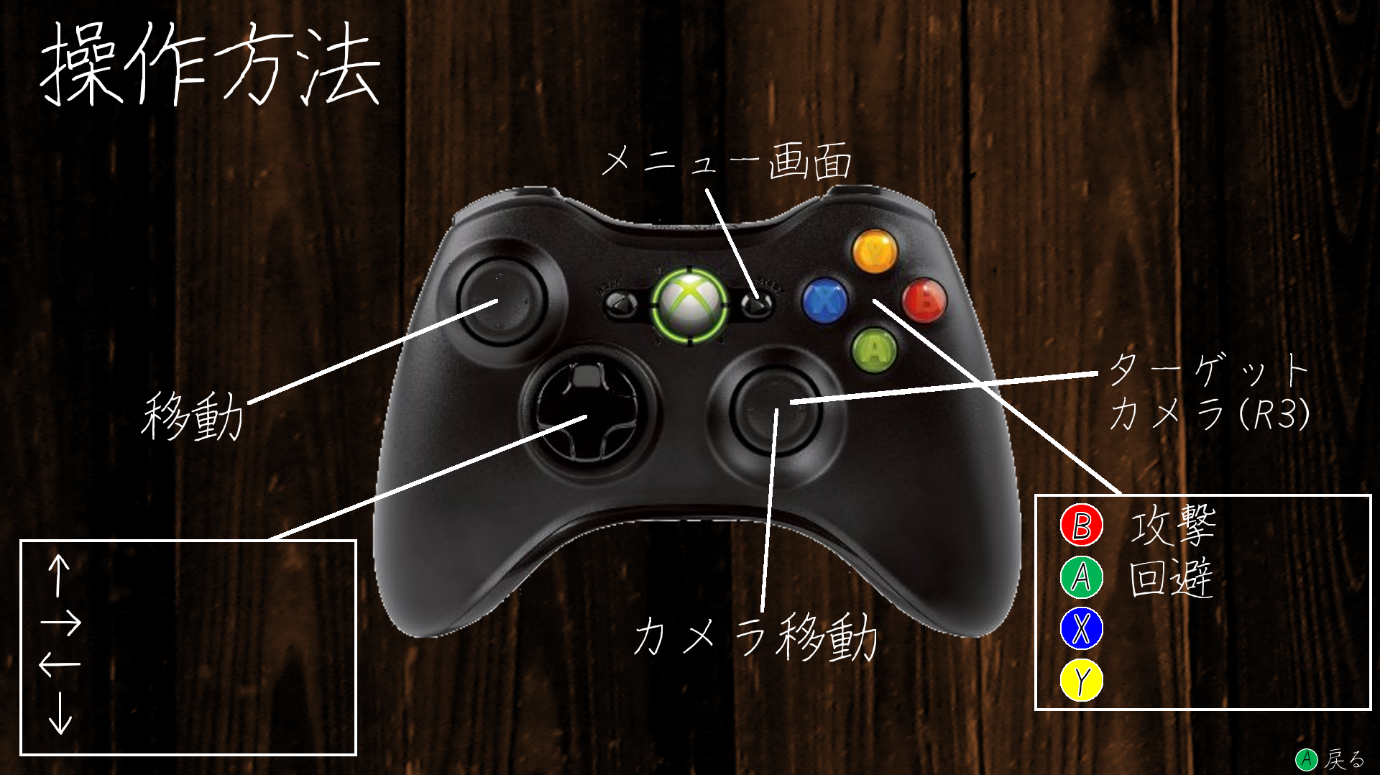 操作方法
メニュー画面
Y
X
B
A
移動
ターゲット
カメラ(R3)
カメラ移動
↑
→
←
↓
B 攻撃
A 回避
X
Y
A 戻る